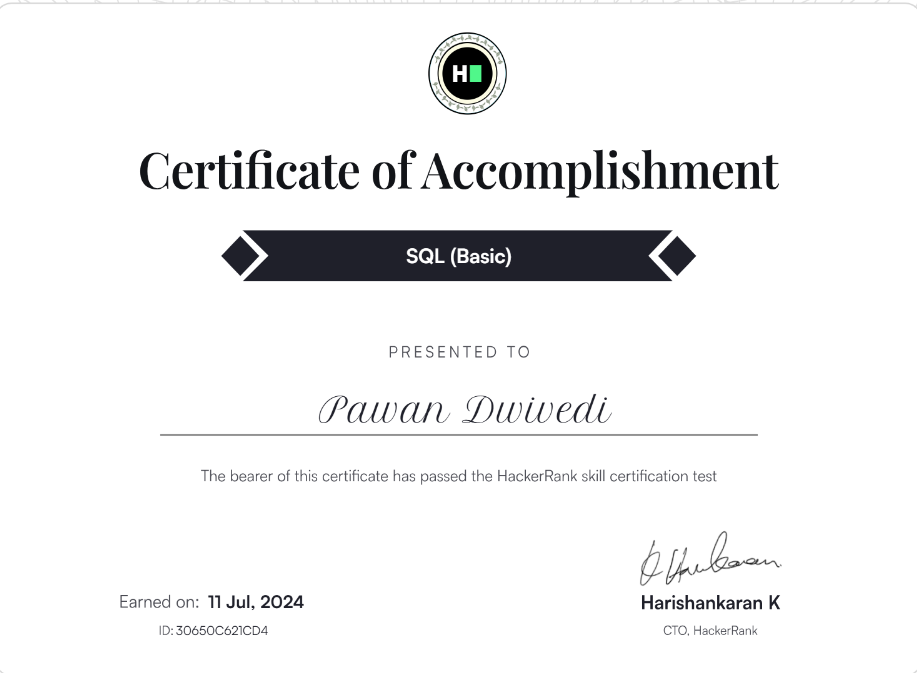 H
Certificate of Accomplishment
SQL (Basic)
PRESENTED TO
Pawan Dwivedi
The bearer of this certificate has passed the HackerRank skill certification test
Earned on: 11 Jul, 2024
ID: 30650C621CD4
Harishankaran K
CTO, HackerRank